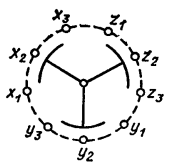 x₃ z₁
x₂ z₂
x₁ z₃
y₃ y₁
y₂